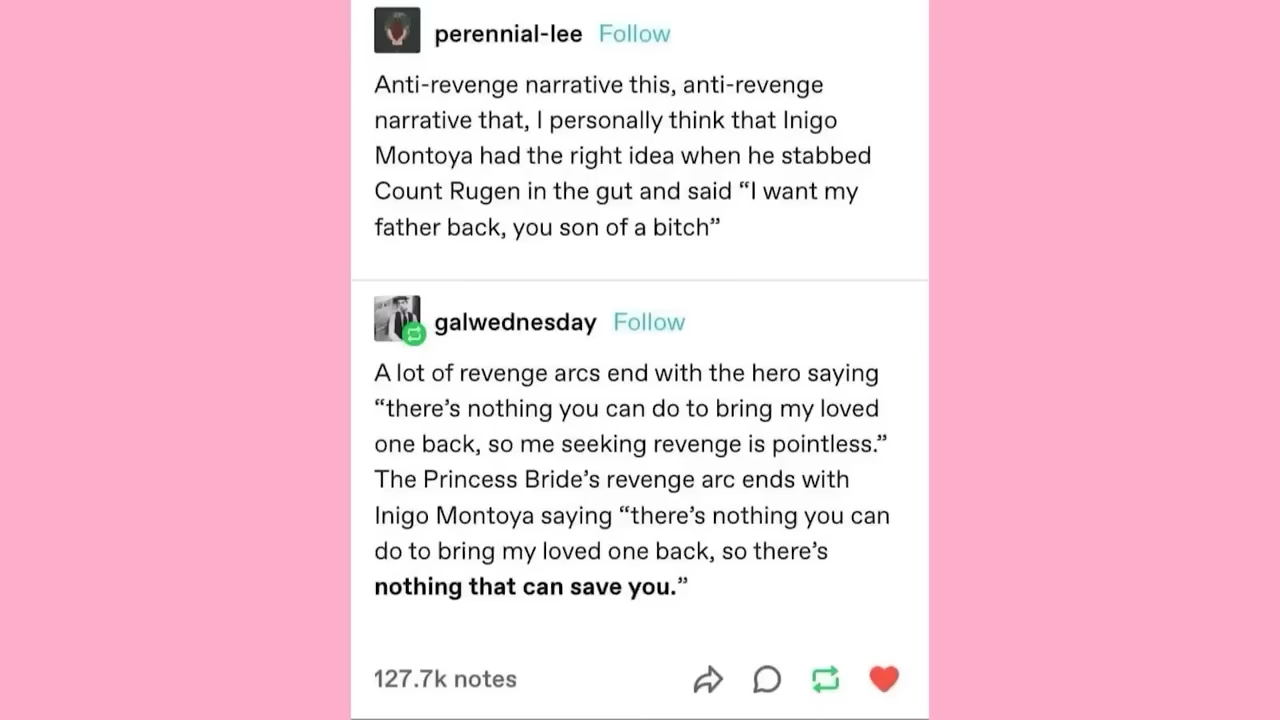 perennial-lee Follow
Anti-revenge narrative this, anti-revenge
narrative that, I personally think that Inigo
Montoya had the right idea when he stabbed
Count Rugen in the gut and said “I want my
father back, you son of a bitch”
galwednesday Follow
A lot of revenge arcs end with the hero saying
“there’s nothing you can do to bring my loved
one back, so me seeking revenge is pointless.”
The Princess Bride’s revenge arc ends with
Inigo Montoya saying “there’s nothing you can
do to bring my loved one back, so there’s
nothing that can save you.”
127.7k notes